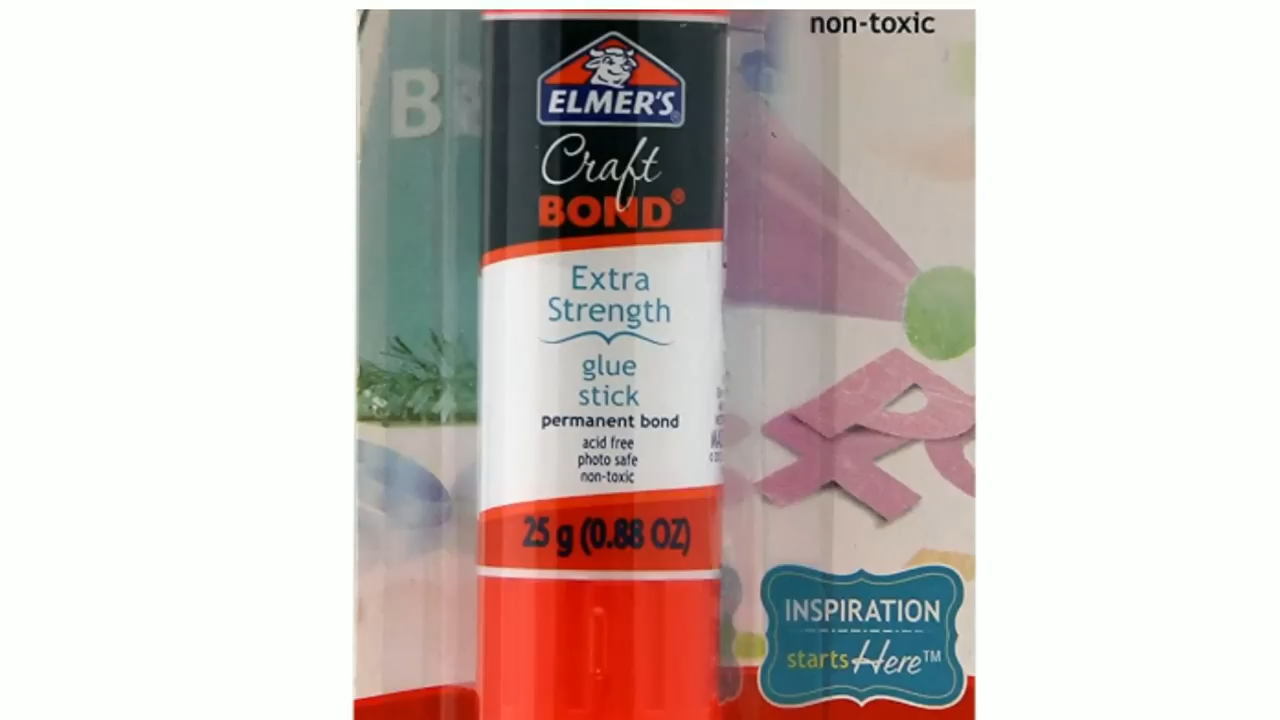 non-toxic
ELMER'S
Craft
BOND®
Extra
Strength
glue
stick
permanent bond
acid free
photo safe
non-toxic
25 g (0.88 OZ)
INSPIRATION
starts Here™